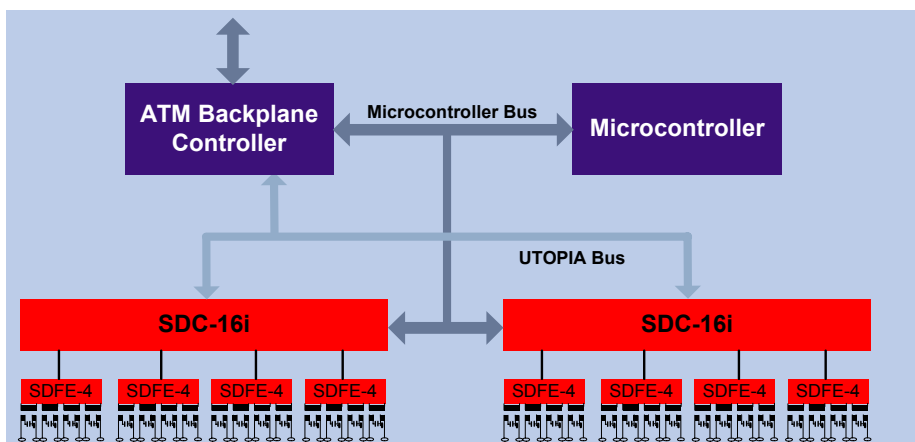 ATM Backplane
Controller
Microcontroller Bus
Microcontroller
UTOPIA Bus
SDC-16i
SDC-16i
SDFE-4
SDFE-4
SDFE-4
SDFE-4
SDFE-4
SDFE-4
SDFE-4
SDFE-4